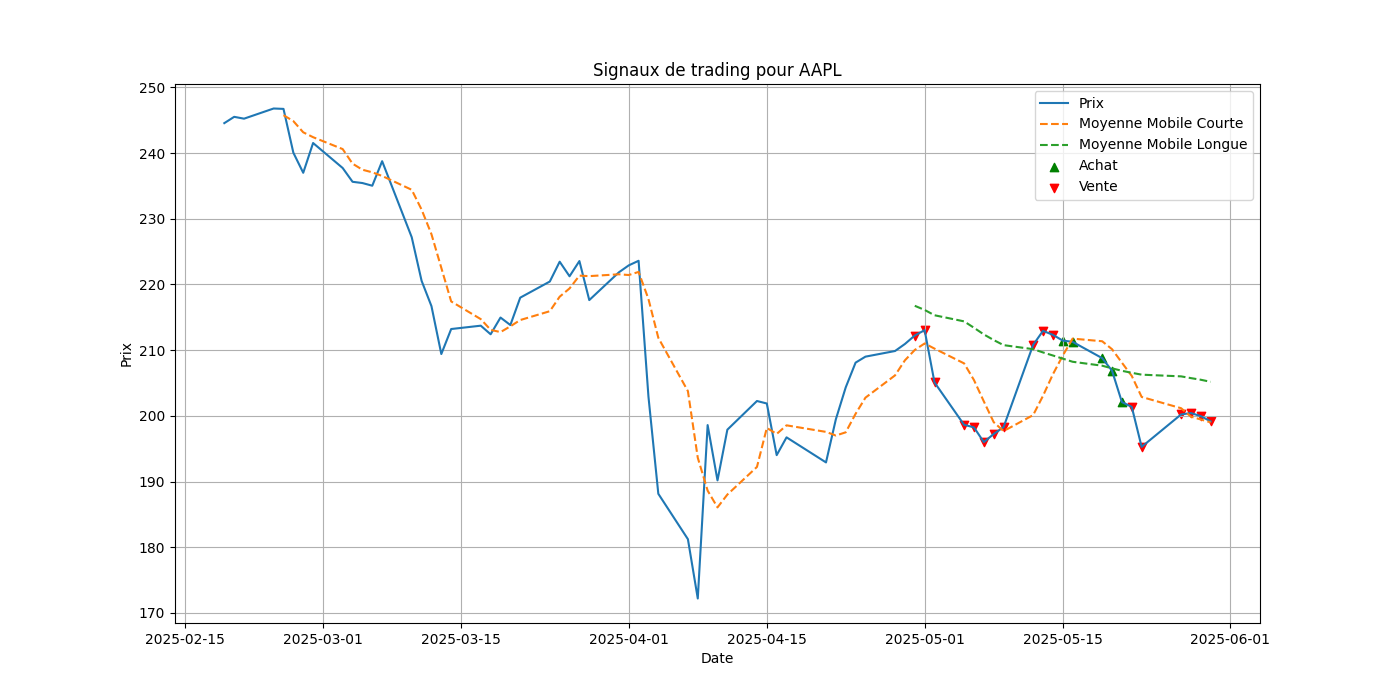 Signaux de trading pour AAPL
250
240
230
220
210
200
190
180
170
Prix
Prix
Moyenne Mobile Courte
Moyenne Mobile Longue
Achat
Vente
2025-02-15
2025-03-01
2025-03-15
2025-04-01
2025-04-15
2025-05-01
2025-05-15
2025-06-01
Date